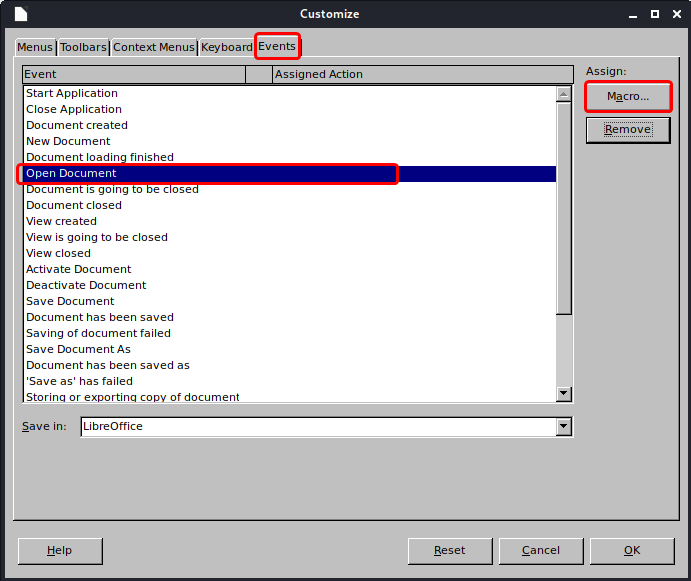 Customize
Menus Toolbars Context Menus Keyboard Events
Event Assigned Action
Assign:
Start Application
Macro...
Close Application
Document created
Remove
New Document
Document loading finished
Open Document
Document is going to be closed
Document closed
View created
View is going to be closed
View closed
Activate Document
Deactivate Document
Save Document
Document has been saved
Saving of document failed
Save Document As
Document has been saved as
'Save as' has failed
Storing or exporting copy of document
Save in: LibreOffice
Help Reset Cancel OK